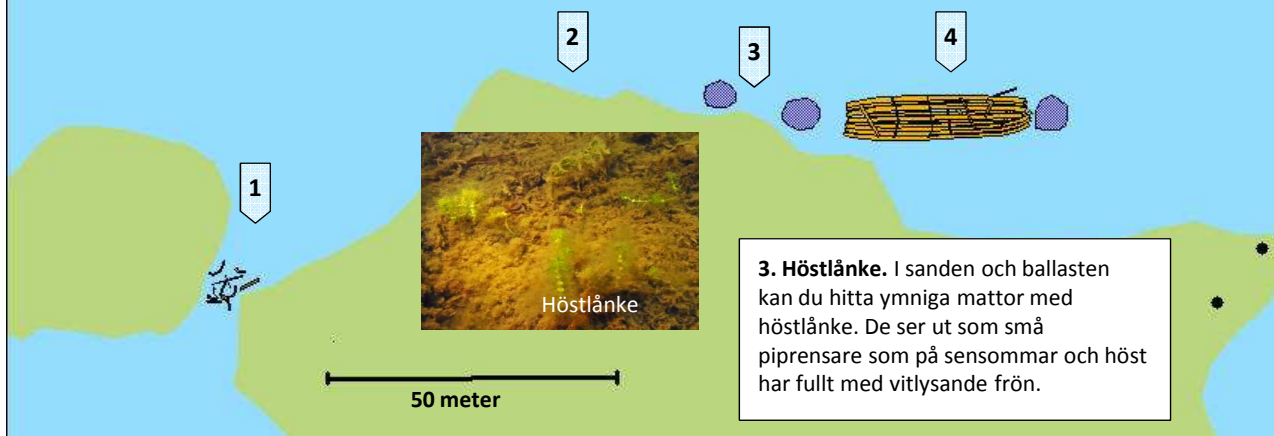 2
3
4
1
Höstlånke
50 meter
3. Höstlånke. I sanden och ballasten
kan du hitta ymniga mattor med
höstlånke. De ser ut som små
piprensare som på sensommar och höst
har fullt med vitlysande frön.